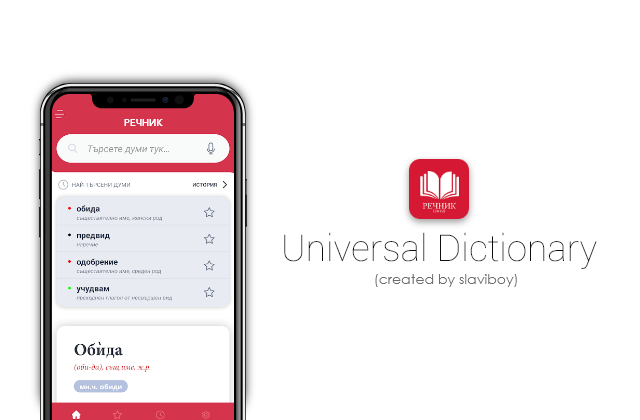 РЕЧНИК
Търсете думи тук...
НАЙ-ТЪРСЕНИ ДУМИ
ИСТОРИЯ
обида
съществително име, женски род
предвид
наречие
одобрение
съществително име, среден род
учудвам
преходен глагол от несвършен вид
Обѝда
(оби-да), същ.име, ж.р.
мн.ч. обиди
РЕЧНИК
Universal Dictionary
(created by slaviboy)